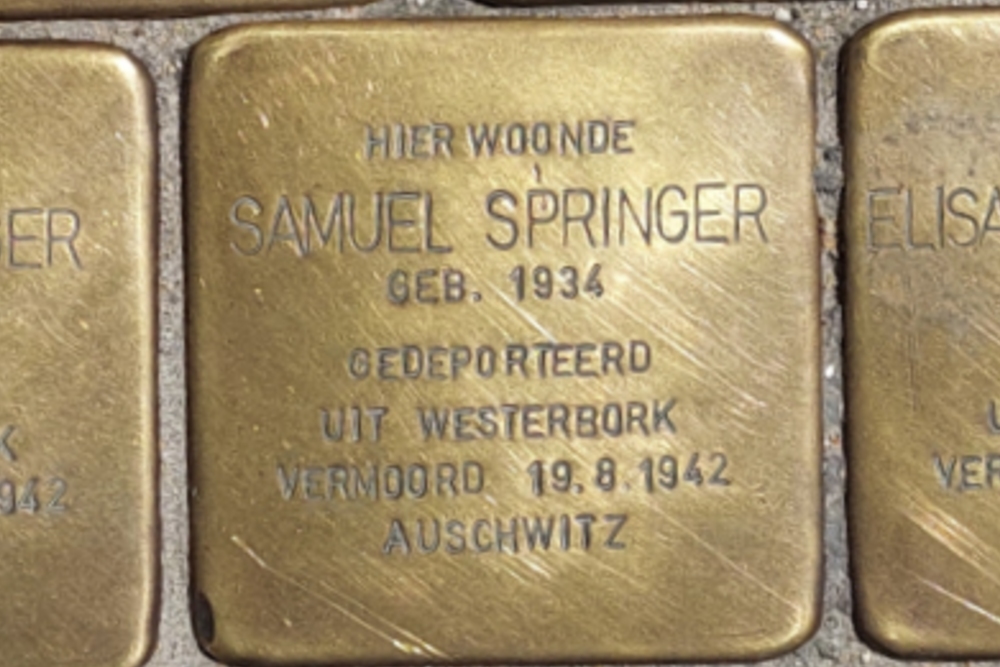 HIER WOONDE
SAMUEL SPRINGER
GEB. 1934
GEDEPORTEERD
UIT WESTERBORK
VERMOORD 19.8.1942
AUSCHWITZ